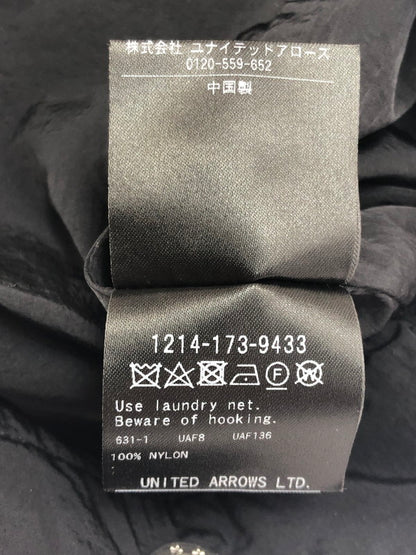 株式会社 ユナイテッドアローズ
0120-559-652
中国製
1214-173-9433
Use laundry net.
Beware of hooking.
631-1 UAF8 UAF136
100% NYLON
UNITED ARROWS LTD.